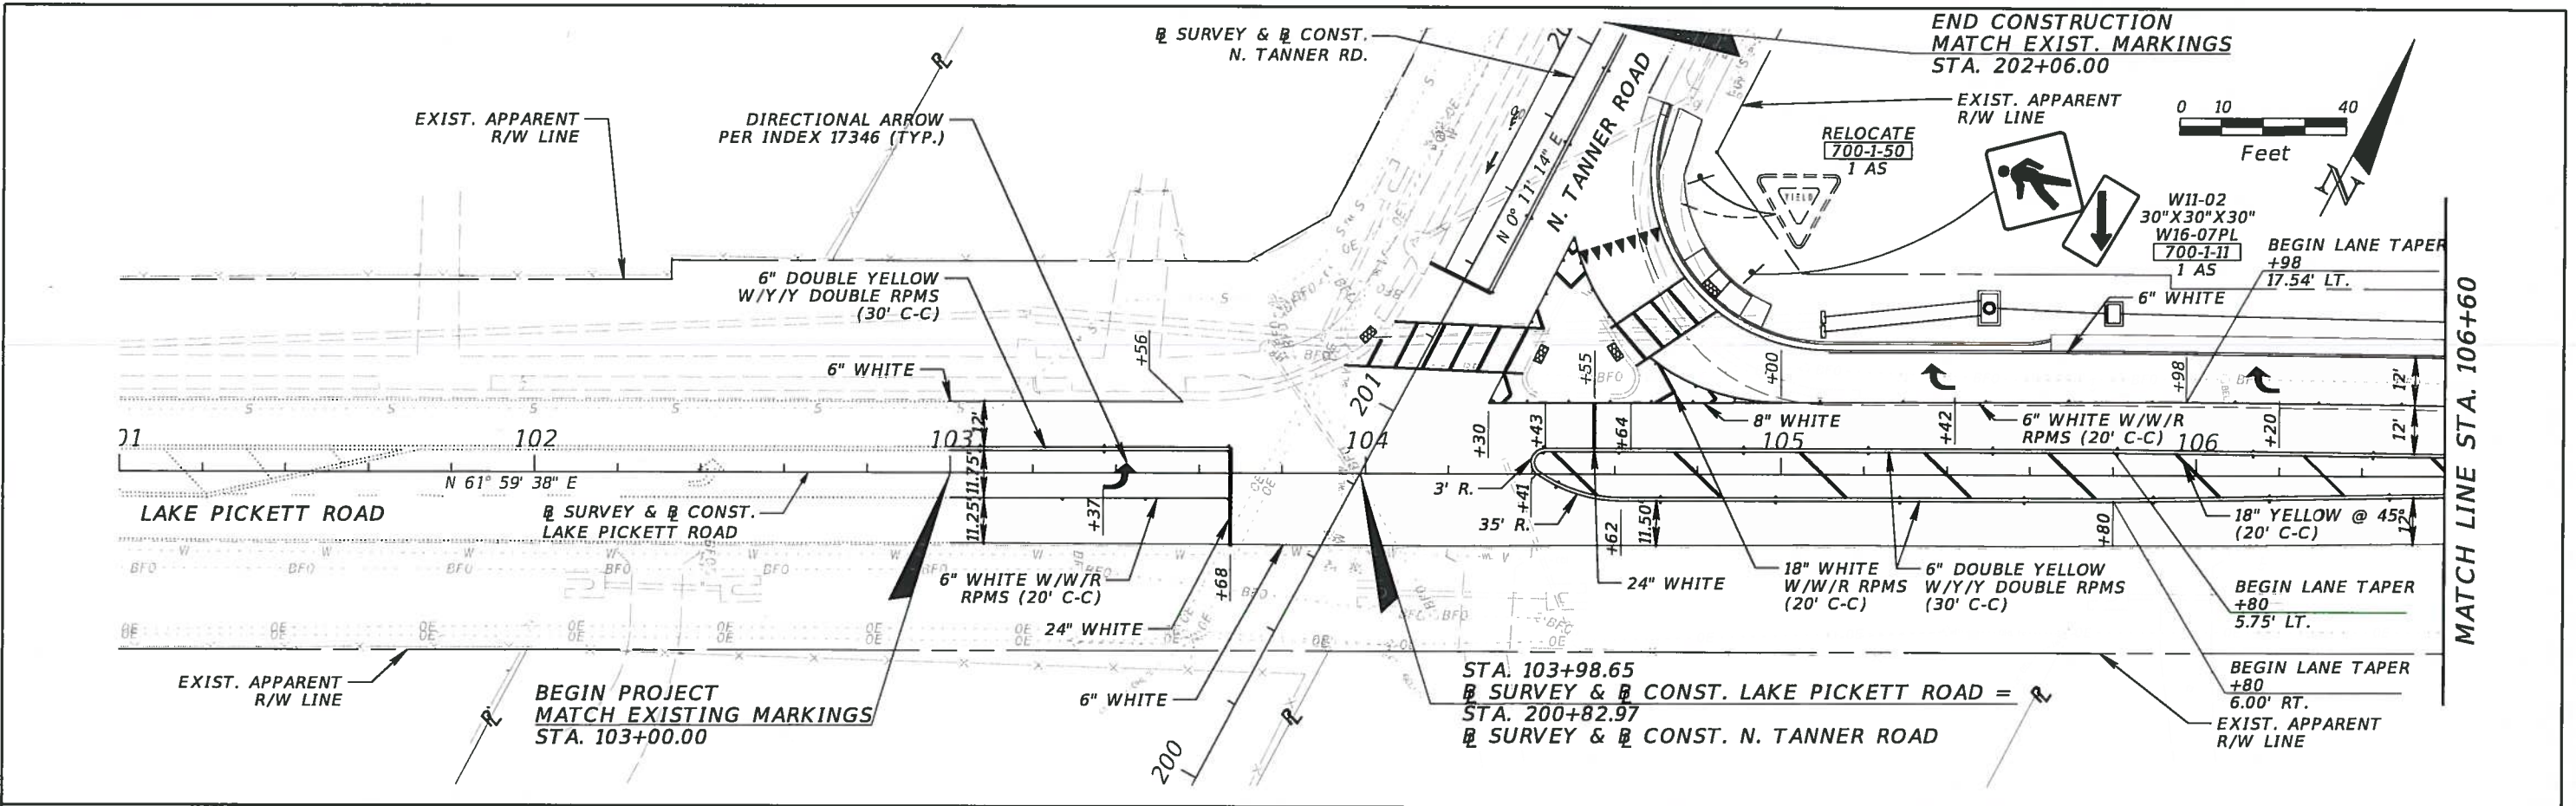 ℄ SURVEY & ℄ CONST.
N. TANNER RD.
END CONSTRUCTION
MATCH EXIST. MARKINGS
STA. 202+06.00
EXIST. APPARENT
R/W LINE
DIRECTIONAL ARROW
PER INDEX 17346 (TYP.)
EXIST. APPARENT
R/W LINE
0 10 40
Feet
N
RELOCATE
700-1-50
1 AS
YIELD
W11-02
30"X30"X30"
W16-07PL
700-1-11
1 AS
BEGIN LANE TAPER
+98
17.54' LT.
6" WHITE
N. TANNER ROAD
N 0° 11' 14" E
6" DOUBLE YELLOW
W/Y/Y DOUBLE RPMS
(30' C-C)
6" WHITE
+56
12'
11.75'
11.25'
201
+55
+00
+98
12'
12'
8" WHITE
6" WHITE W/W/R
RPMS (20' C-C)
+30
+43
+64
+42
+20
01
102
103
104
105
106
N 61° 59' 38" E
LAKE PICKETT ROAD
℄ SURVEY & ℄ CONST.
LAKE PICKETT ROAD
+37
3' R.
+41
35' R.
+62
11.50'
+80
12'
18" YELLOW @ 45°
(20' C-C)
6" WHITE W/W/R
RPMS (20' C-C)
+68
24" WHITE
24" WHITE
18" WHITE
W/W/R RPMS
(20' C-C)
6" DOUBLE YELLOW
W/Y/Y DOUBLE RPMS
(30' C-C)
BEGIN LANE TAPER
+80
5.75' LT.
BEGIN LANE TAPER
+80
6.00' RT.
EXIST. APPARENT
R/W LINE
EXIST. APPARENT
R/W LINE
BEGIN PROJECT
MATCH EXISTING MARKINGS
STA. 103+00.00
6" WHITE
200
STA. 103+98.65
℄ SURVEY & ℄ CONST. LAKE PICKETT ROAD =
STA. 200+82.97
℄ SURVEY & ℄ CONST. N. TANNER ROAD
MATCH LINE STA. 106+60